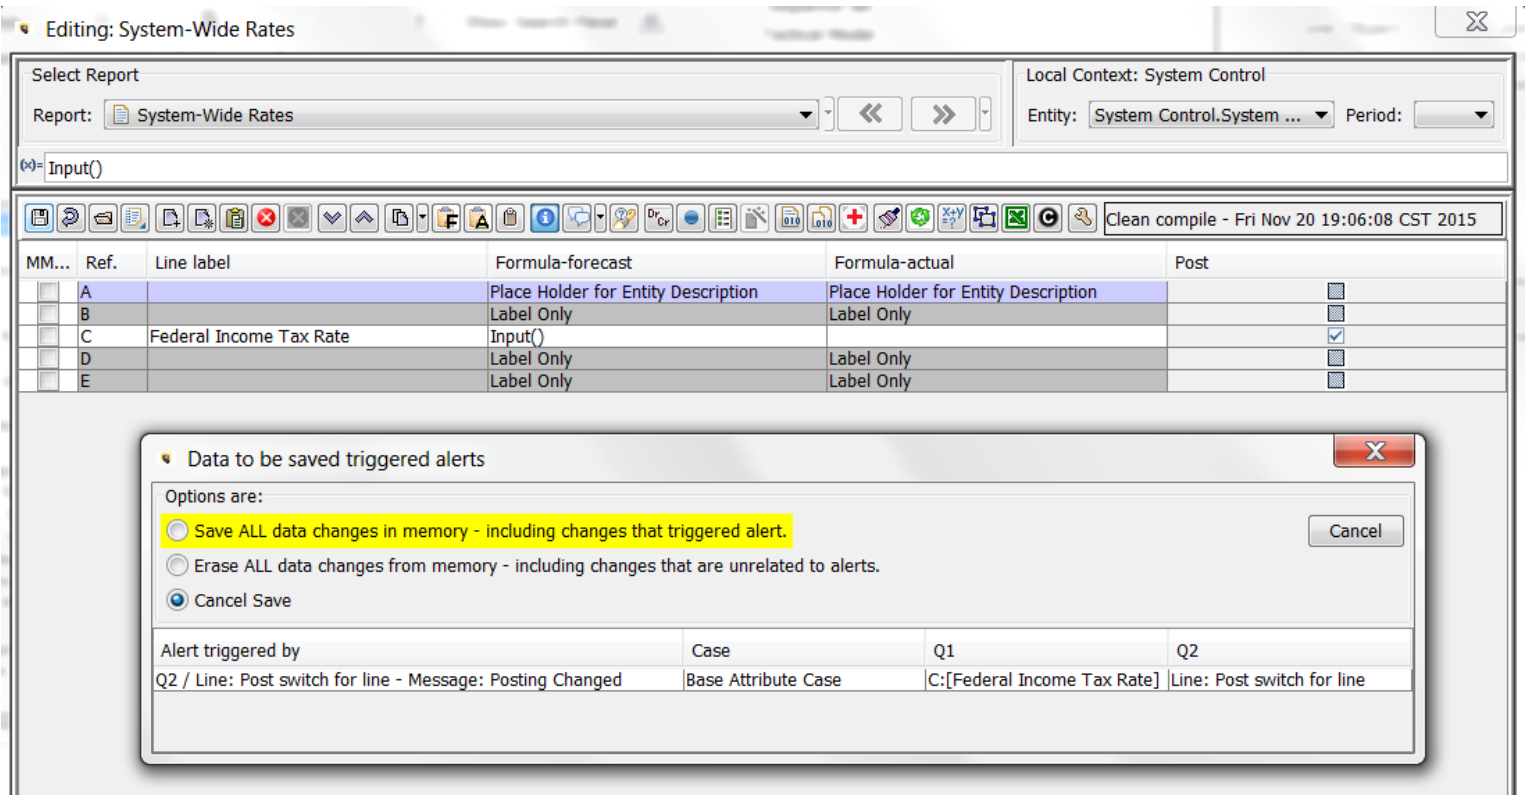 Editing: System-Wide Rates
Select Report
Local Context: System Control
Report: System-Wide Rates
Entity: System Control.System ... Period:
(x)= Input()
F A Dr Cr 010 010 X+Y =? C Clean compile - Fri Nov 20 19:06:08 CST 2015
MM... Ref. Line label Formula-forecast Formula-actual Post
A Place Holder for Entity Description Place Holder for Entity Description
B Label Only Label Only
C Federal Income Tax Rate Input()
D Label Only Label Only
E Label Only Label Only
Data to be saved triggered alerts
Options are:
Save ALL data changes in memory - including changes that triggered alert.
Cancel
Erase ALL data changes from memory - including changes that are unrelated to alerts.
Cancel Save
Alert triggered by Case Q1 Q2
Q2 / Line: Post switch for line - Message: Posting Changed Base Attribute Case C:[Federal Income Tax Rate] Line: Post switch for line